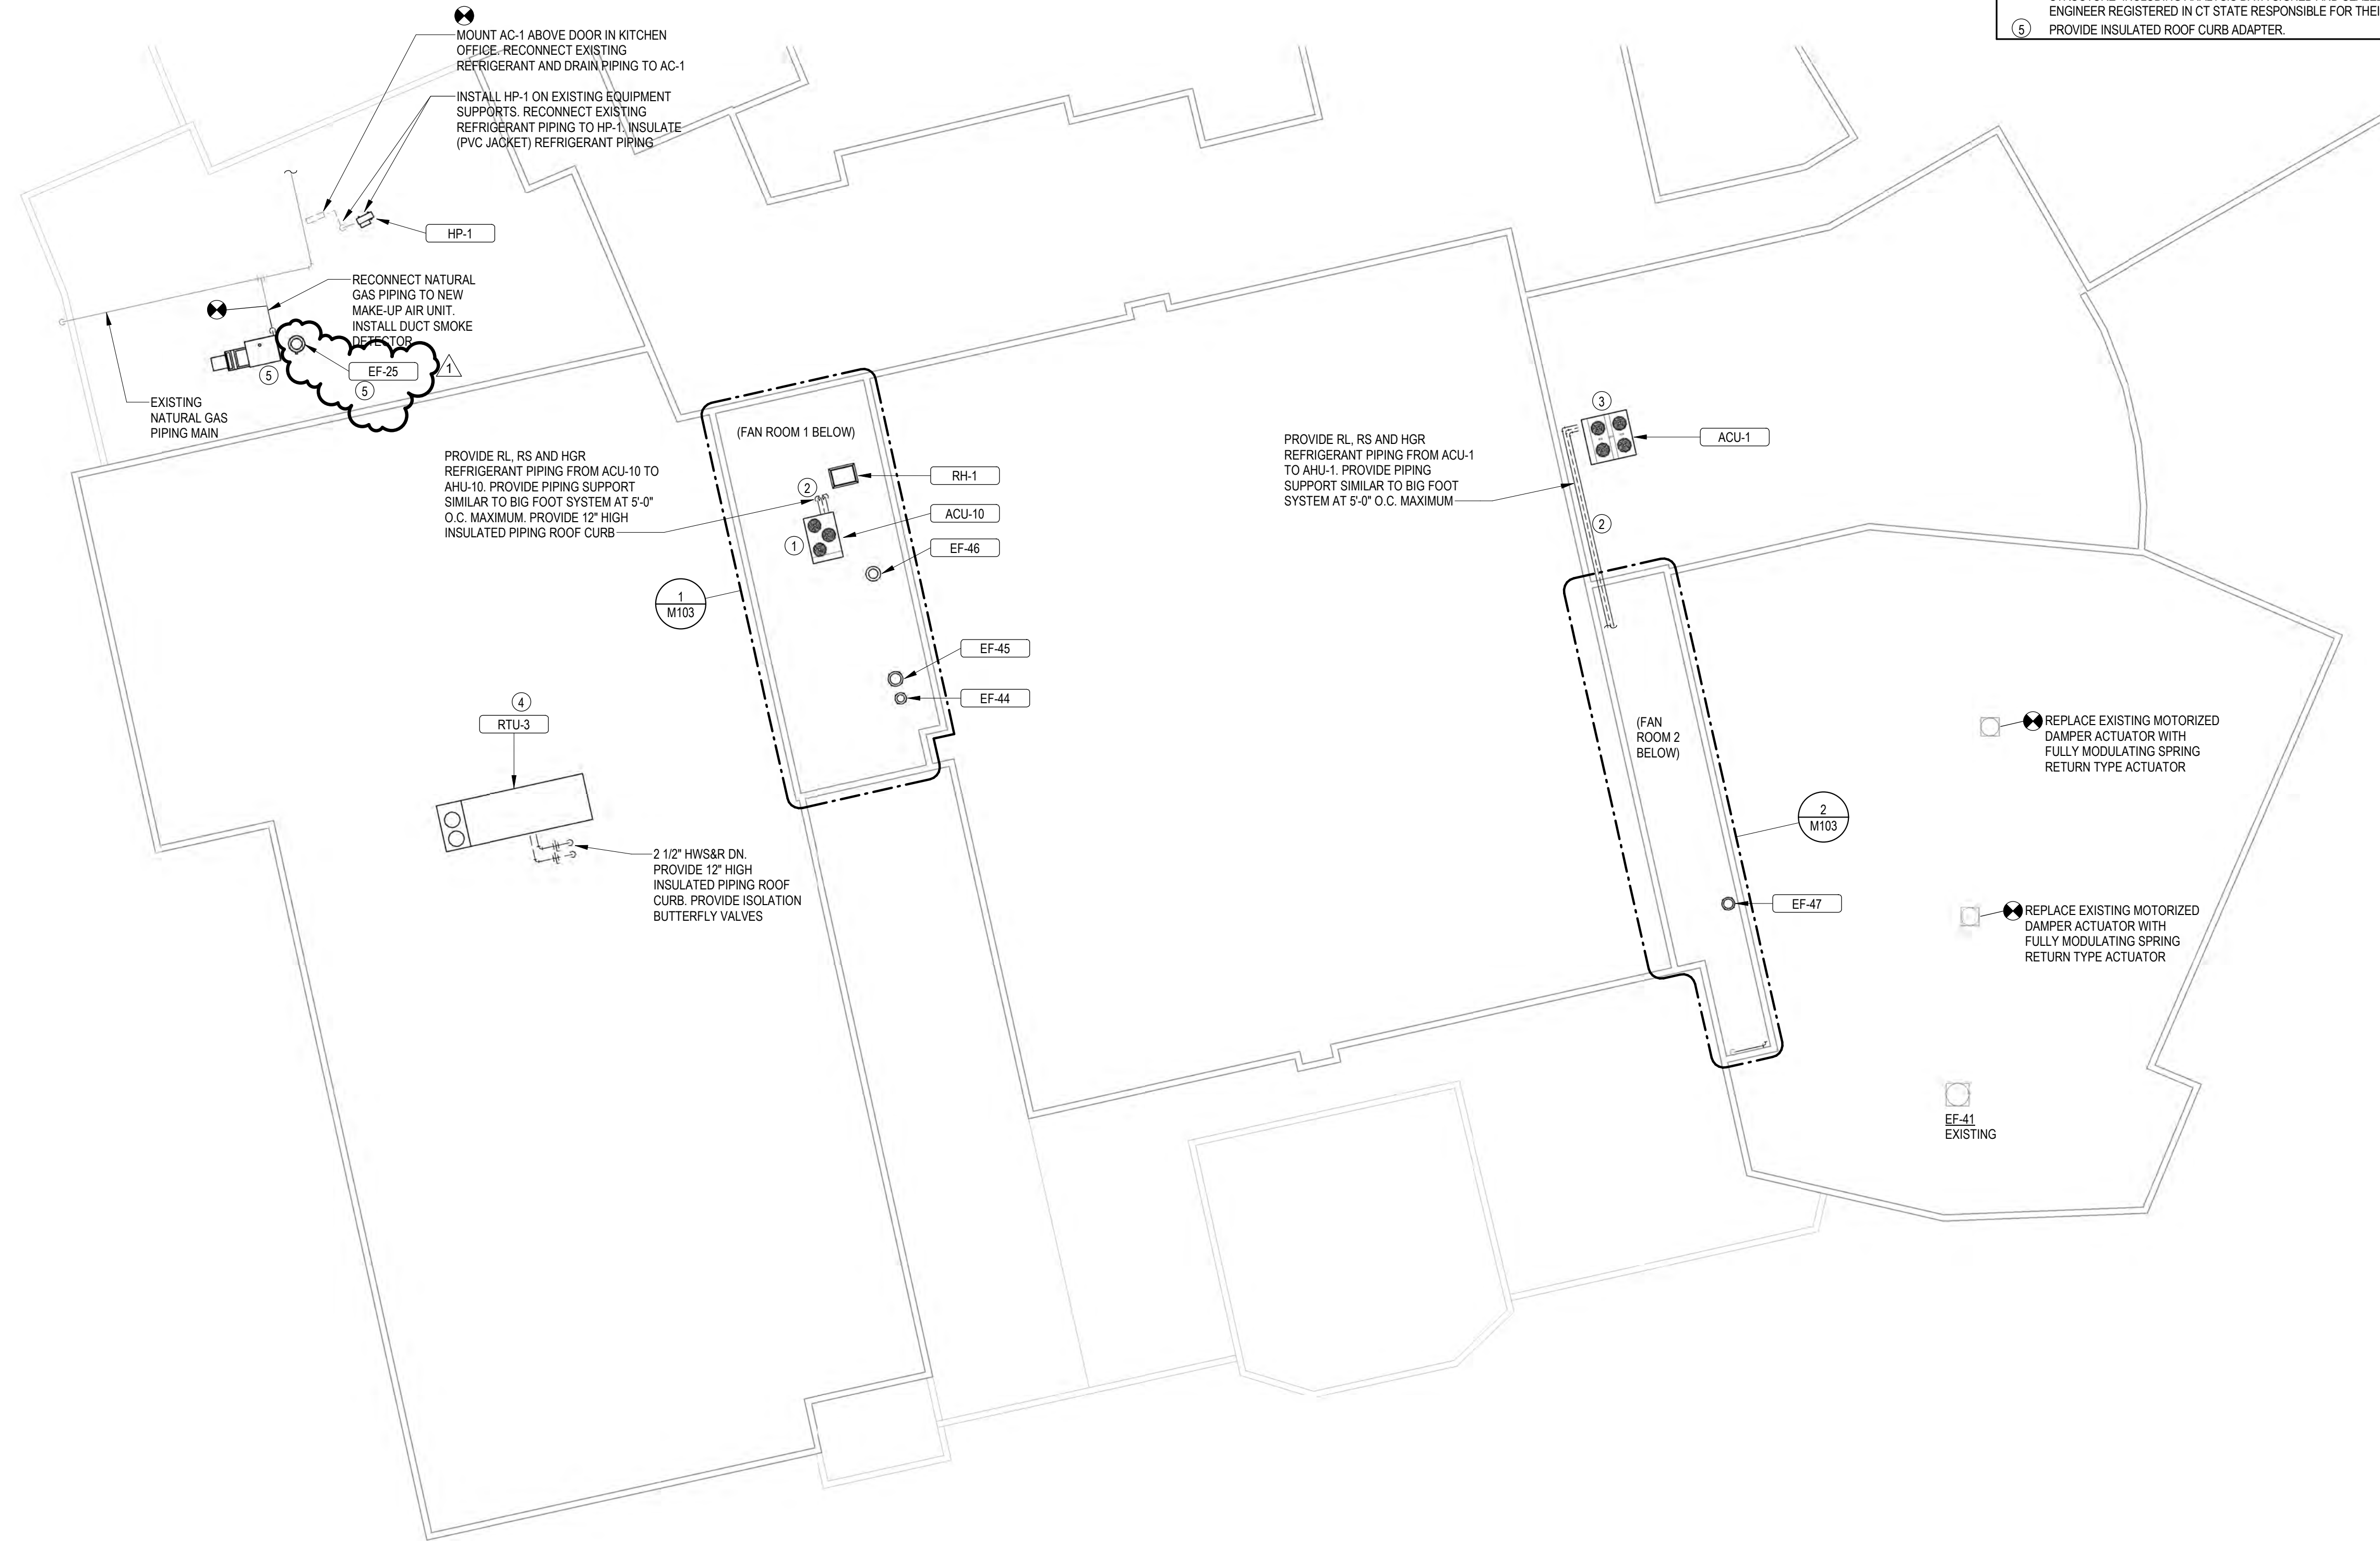 ENGINEER REGISTERED IN CT STATE RESPONSIBLE FOR THEI
5 PROVIDE INSULATED ROOF CURB ADAPTER.
MOUNT AC-1 ABOVE DOOR IN KITCHEN
OFFICE. RECONNECT EXISTING
REFRIGERANT AND DRAIN PIPING TO AC-1
INSTALL HP-1 ON EXISTING EQUIPMENT
SUPPORTS. RECONNECT EXISTING
REFRIGERANT PIPING TO HP-1. INSULATE
(PVC JACKET) REFRIGERANT PIPING
HP-1
RECONNECT NATURAL
GAS PIPING TO NEW
MAKE-UP AIR UNIT.
INSTALL DUCT SMOKE
DETECTOR
EF-25
1
5
5
EXISTING
NATURAL GAS
PIPING MAIN
(FAN ROOM 1 BELOW)
PROVIDE RL, RS AND HGR
REFRIGERANT PIPING FROM ACU-10 TO
AHU-10. PROVIDE PIPING SUPPORT
SIMILAR TO BIG FOOT SYSTEM AT 5'-0"
O.C. MAXIMUM. PROVIDE 12" HIGH
INSULATED PIPING ROOF CURB
2
1
RH-1
ACU-10
EF-46
1
M103
EF-45
EF-44
4
RTU-3
2 1/2" HWS&R DN.
PROVIDE 12" HIGH
INSULATED PIPING ROOF
CURB. PROVIDE ISOLATION
BUTTERFLY VALVES
PROVIDE RL, RS AND HGR
REFRIGERANT PIPING FROM ACU-1
TO AHU-1. PROVIDE PIPING
SUPPORT SIMILAR TO BIG FOOT
SYSTEM AT 5'-0" O.C. MAXIMUM
3
ACU-1
2
(FAN
ROOM 2
BELOW)
REPLACE EXISTING MOTORIZED
DAMPER ACTUATOR WITH
FULLY MODULATING SPRING
RETURN TYPE ACTUATOR
2
M103
EF-47
REPLACE EXISTING MOTORIZED
DAMPER ACTUATOR WITH
FULLY MODULATING SPRING
RETURN TYPE ACTUATOR
EF-41
EXISTING